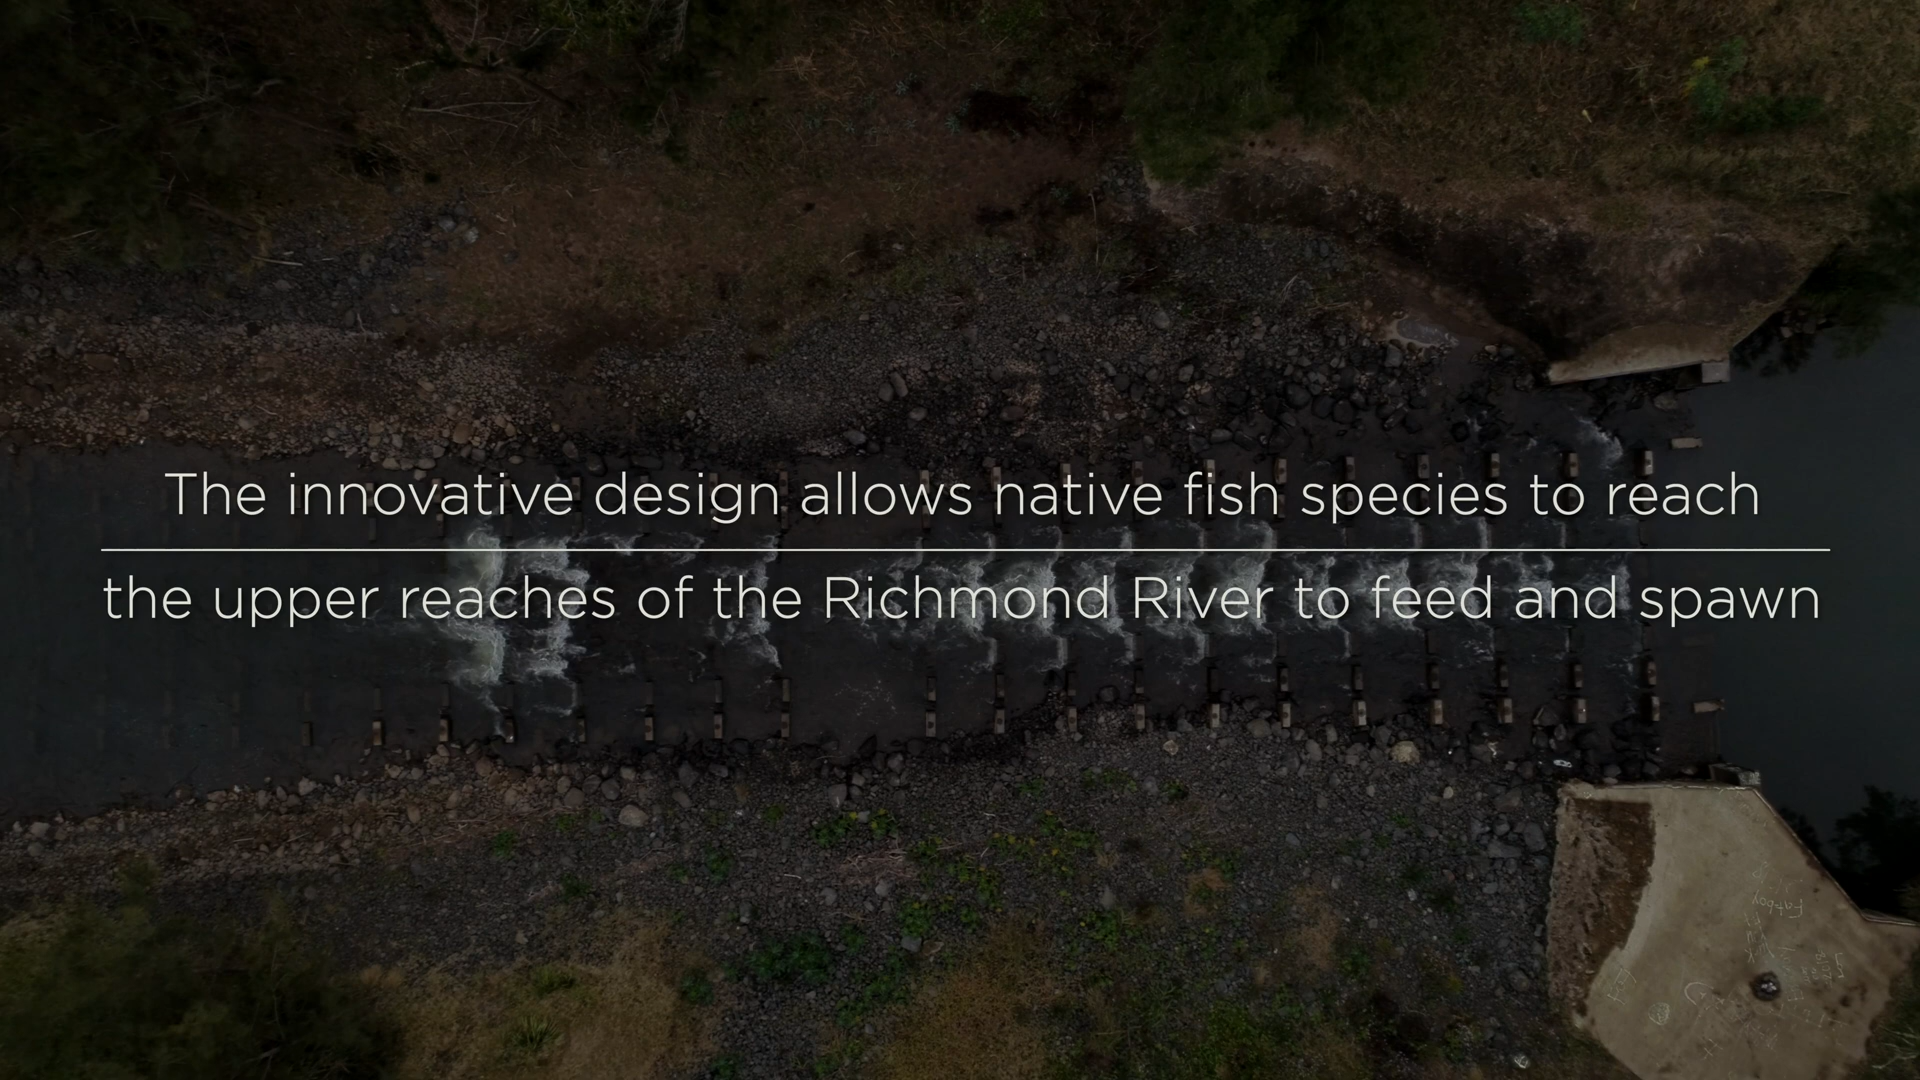 The innovative design allows native fish species to reach
the upper reaches of the Richmond River to feed and spawn